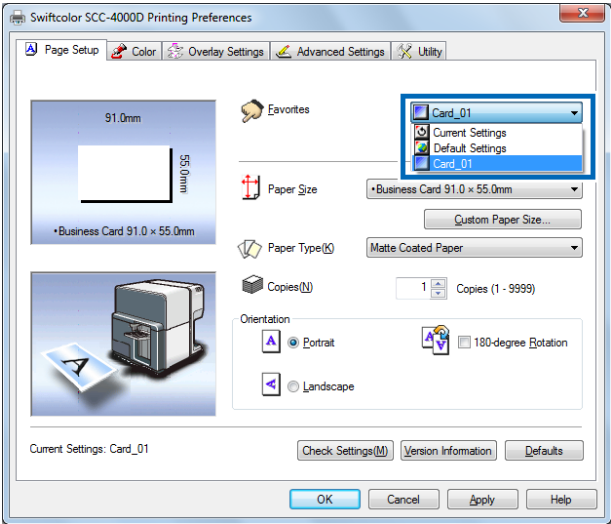 Swiftcolor SCC-4000D Printing Preferences
Page Setup Color Overlay Settings Advanced Settings Utility
91.0mm
55.0mm
•Business Card 91.0 × 55.0mm
Favorites
Card_01
Current Settings
Default Settings
Card_01
Paper Size
•Business Card 91.0 × 55.0mm
Custom Paper Size...
Paper Type(K)
Matte Coated Paper
Copies(N)
1
Copies (1 - 9999)
Orientation
A
Portrait
180-degree Rotation
A
Landscape
A
Current Settings: Card_01
Check Settings(M) Version Information Defaults
OK Cancel Apply Help